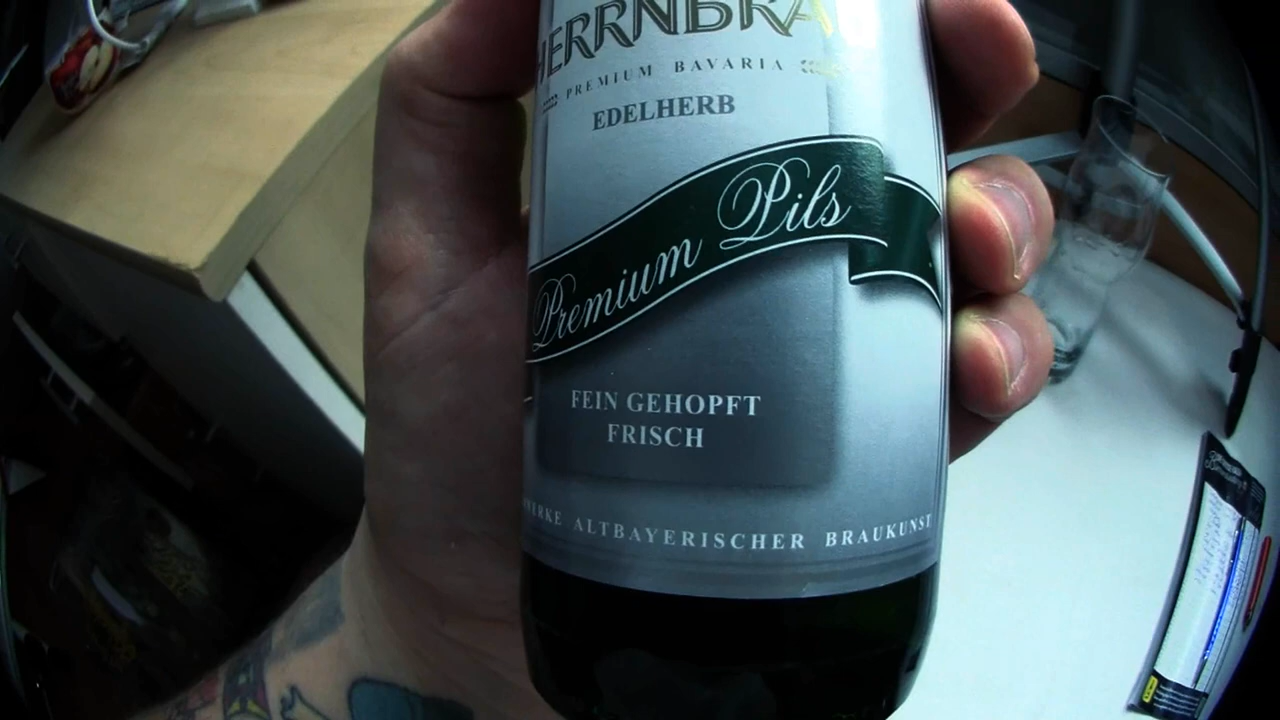 HERRNBRÄ
PREMIUM BAVARIA
EDELHERB
Premium Pils
FEIN GEHOPFT
FRISCH
ALTBAYERISCHER BRAUKUNST